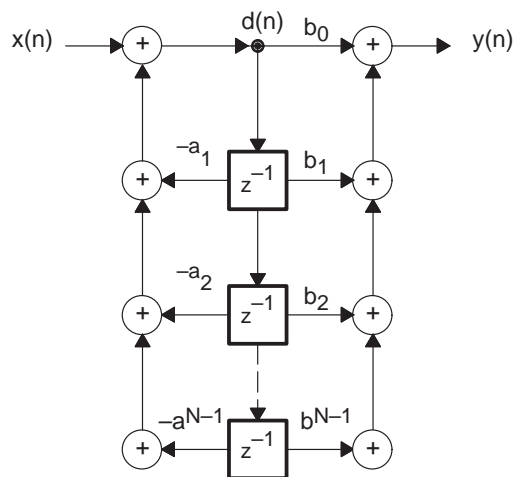 x(n) + d(n) b₀ + y(n)
+ –a₁ z⁻¹ b₁ +
+ –a₂ z⁻¹ b₂ +
+ –aᴺ⁻¹ z⁻¹ bᴺ⁻¹ +